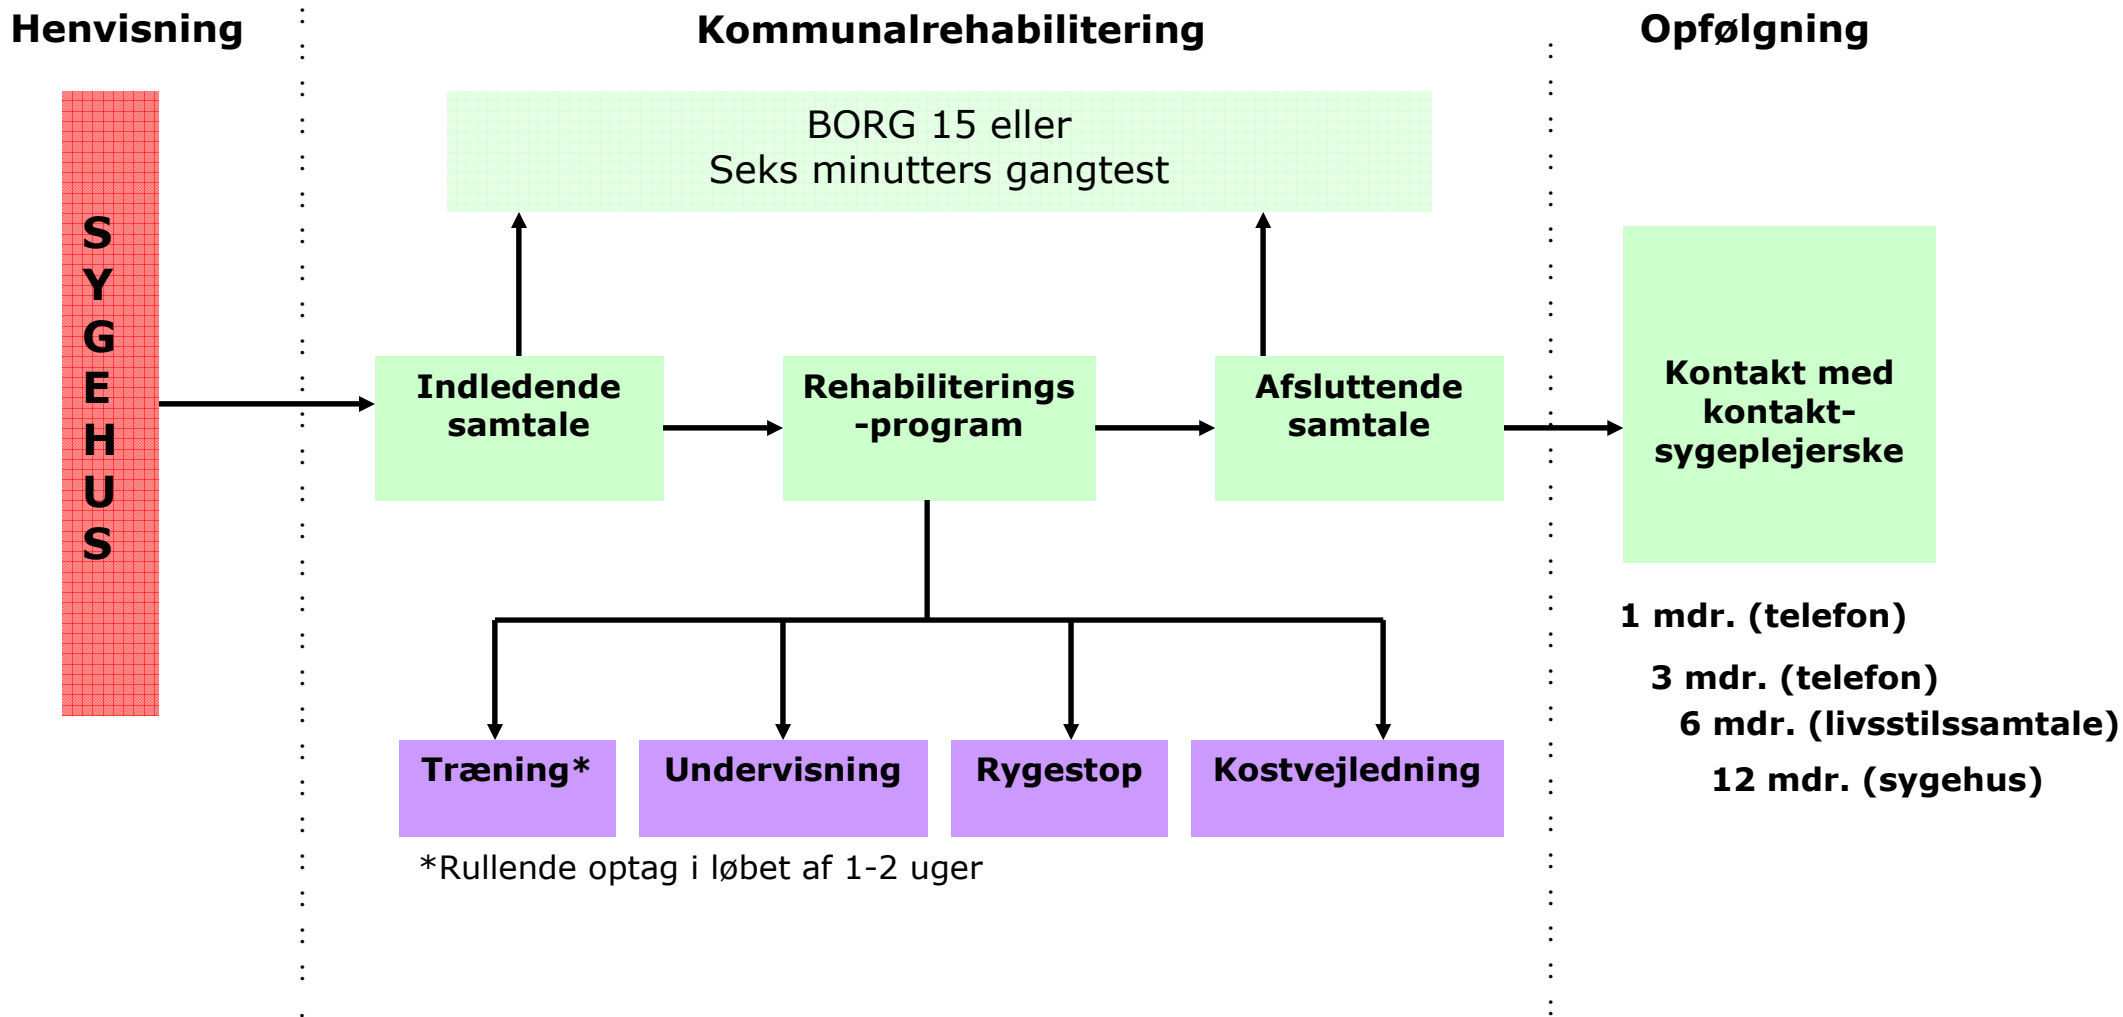 Henvisning
Kommunalrehabilitering
Opfølgning
BORG 15 eller
Seks minutters gangtest
S
Y
G
E
H
U
S
Indledende
samtale
Rehabiliterings
-program
Afsluttende
samtale
Kontakt med
kontakt-
sygeplejerske
1 mdr. (telefon)
3 mdr. (telefon)
6 mdr. (livsstilssamtale)
12 mdr. (sygehus)
Træning*
Undervisning
Rygestop
Kostvejledning
*Rullende optag i løbet af 1-2 uger